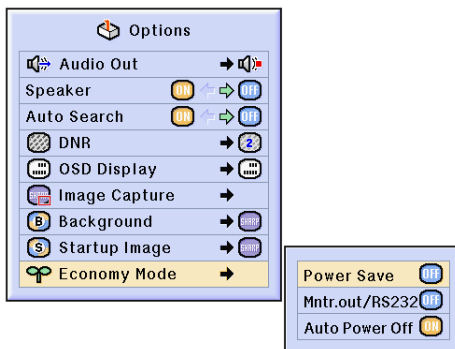 Options
Audio Out
Speaker ON OFF
Auto Search ON OFF
DNR 2
OSD Display
Image Capture SHARP
B Background SHARP
S Startup Image SHARP
Economy Mode
Power Save OFF
Mntr.out/RS232 OFF
Auto Power Off ON